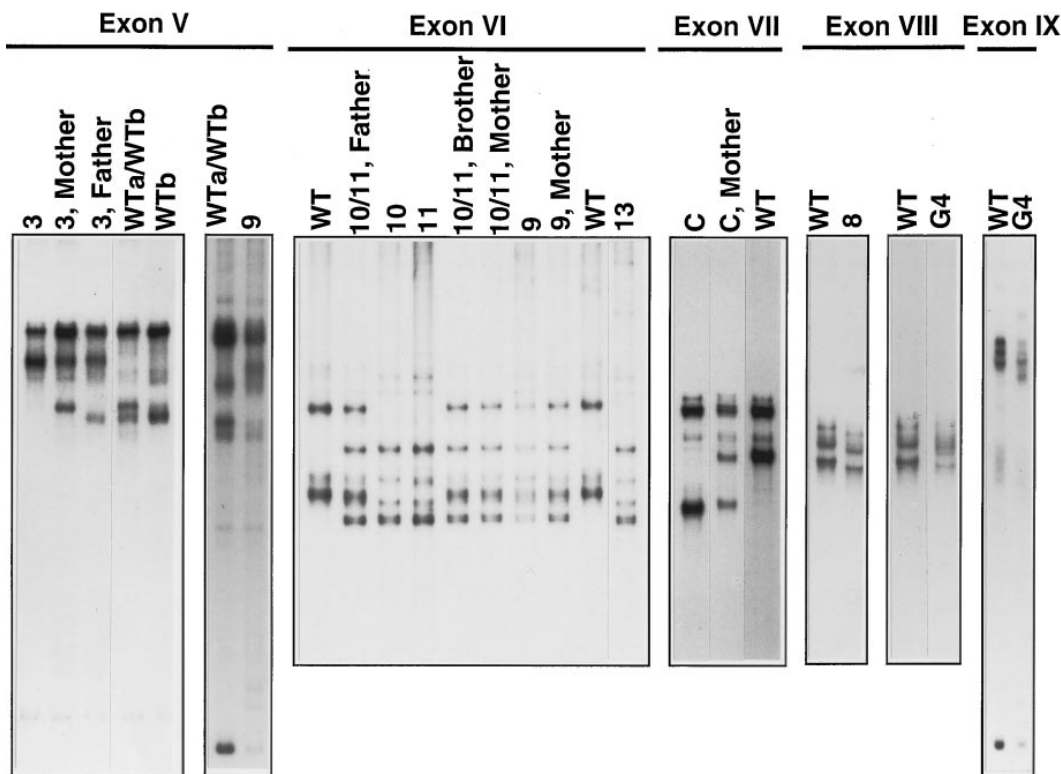 Exon V
Exon VI
Exon VII
Exon VIII
Exon IX
3
3, Mother
3, Father
WTa/WTb
WTb
WTa/WTb
9
WT
10/11, Father
10
11
10/11, Brother
10/11, Mother
9
9, Mother
WT
13
C
C, Mother
WT
WT
8
WT
G4
WT
G4